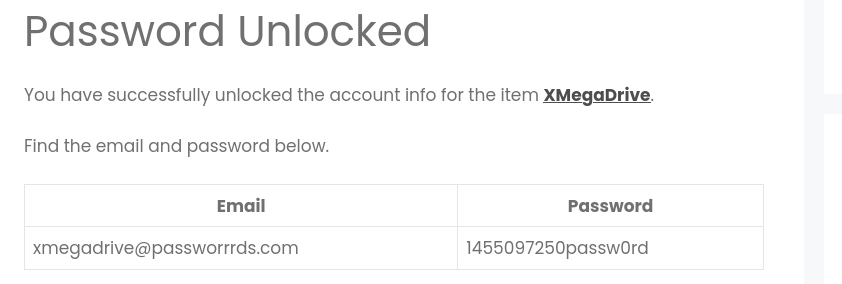 Password Unlocked
You have successfully unlocked the account info for the item XMegaDrive.
Find the email and password below.
Email Password
xmegadrive@passworrrds.com 1455097250passw0rd